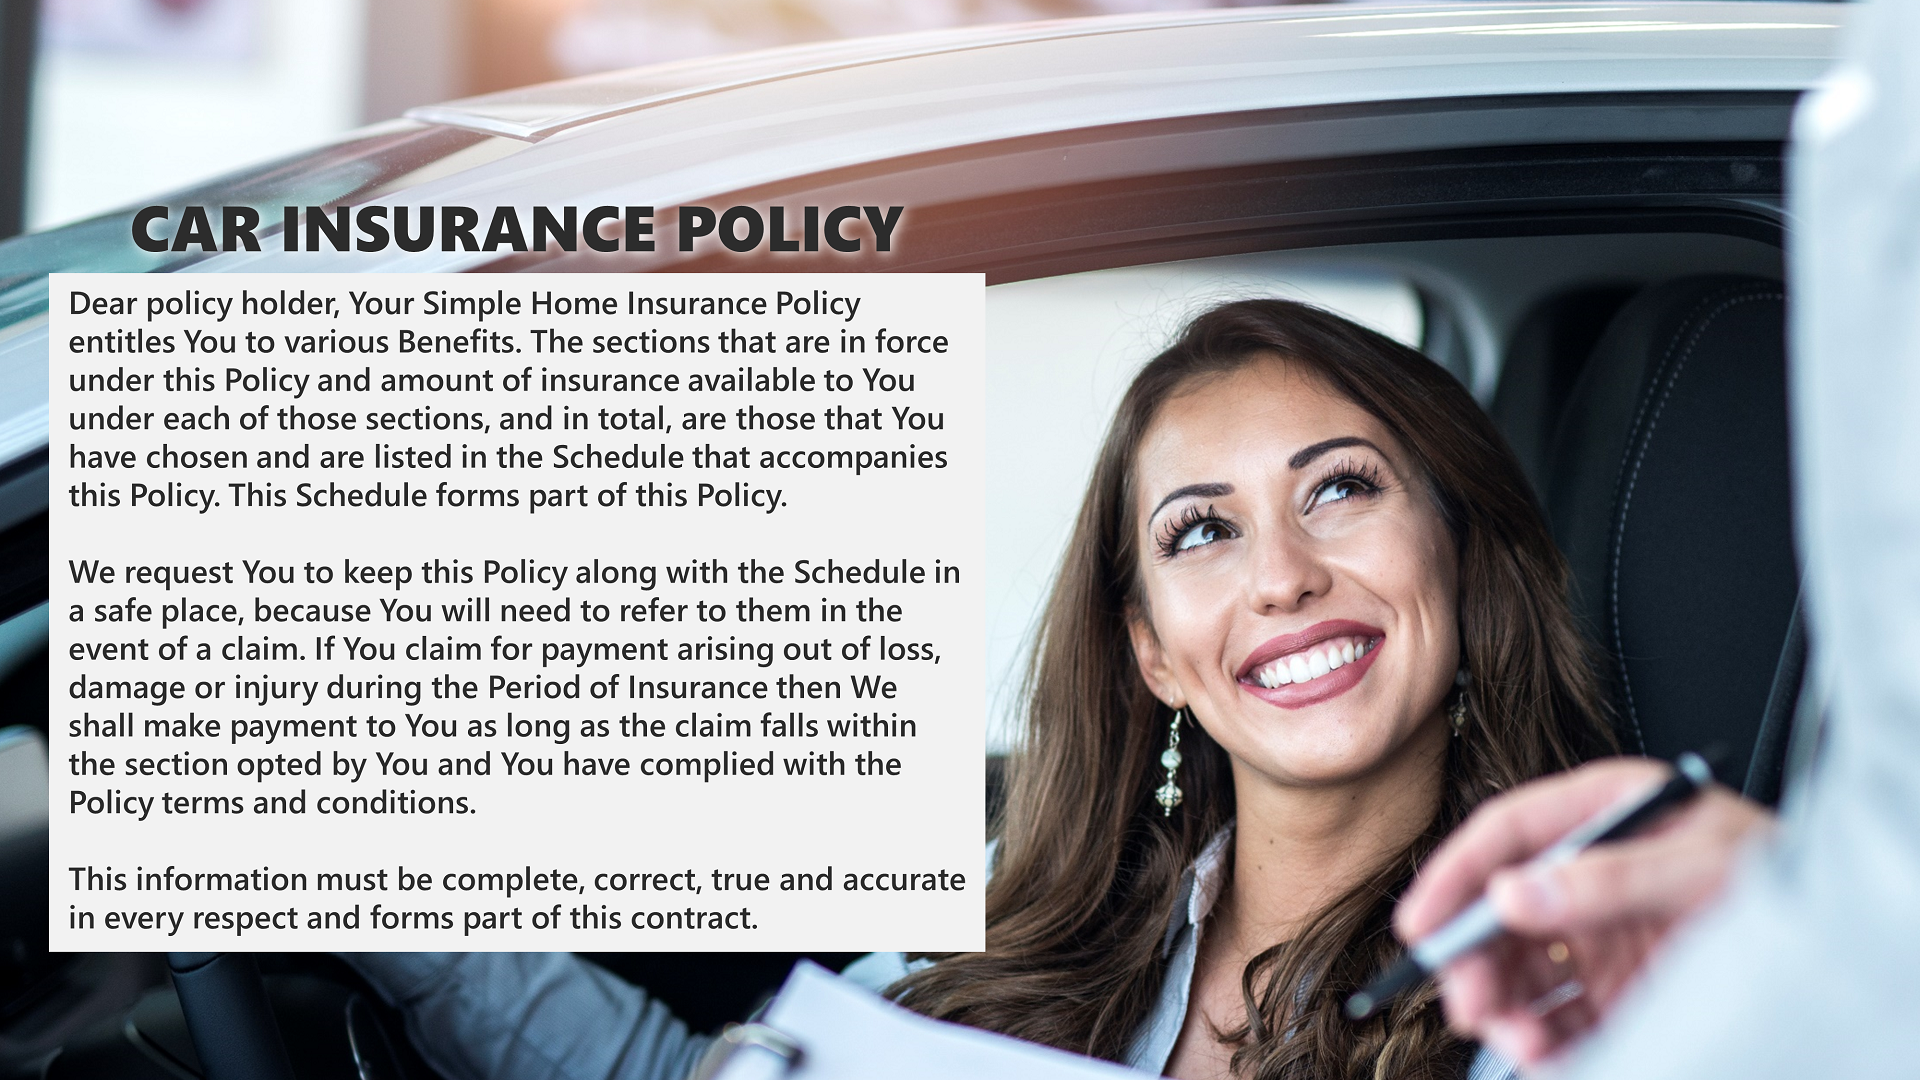 CAR INSURANCE POLICY
Dear policy holder, Your Simple Home Insurance Policy
entitles You to various Benefits. The sections that are in force
under this Policy and amount of insurance available to You
under each of those sections, and in total, are those that You
have chosen and are listed in the Schedule that accompanies
this Policy. This Schedule forms part of this Policy.
We request You to keep this Policy along with the Schedule in
a safe place, because You will need to refer to them in the
event of a claim. If You claim for payment arising out of loss,
damage or injury during the Period of Insurance then We
shall make payment to You as long as the claim falls within
the section opted by You and You have complied with the
Policy terms and conditions.
This information must be complete, correct, true and accurate
in every respect and forms part of this contract.